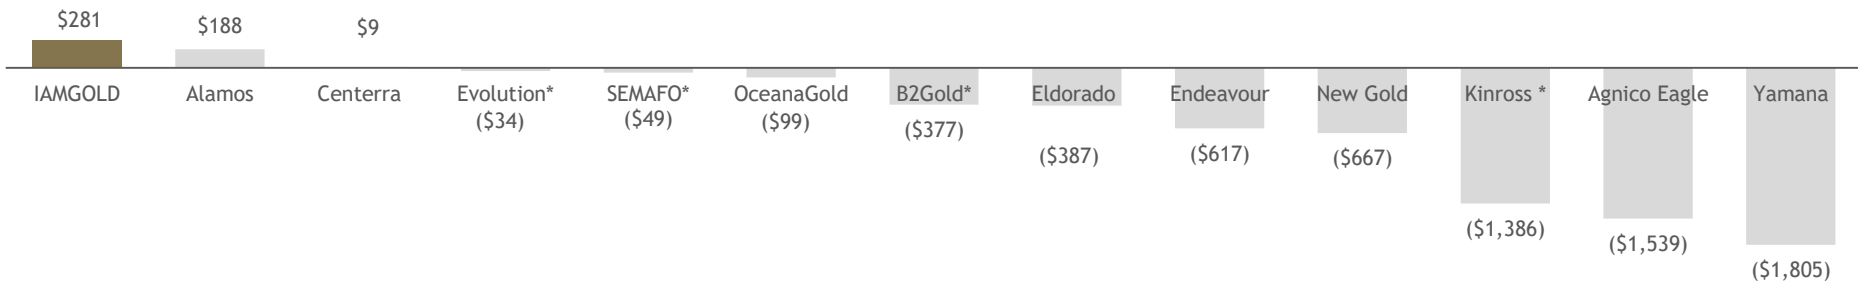 $281
$188
$9
IAMGOLD
Alamos
Centerra
Evolution*
($34)
SEMAFO*
($49)
OceanaGold
($99)
B2Gold*
($377)
Eldorado
($387)
Endeavour
($617)
New Gold
($667)
Kinross *
($1,386)
Agnico Eagle
($1,539)
Yamana
($1,805)